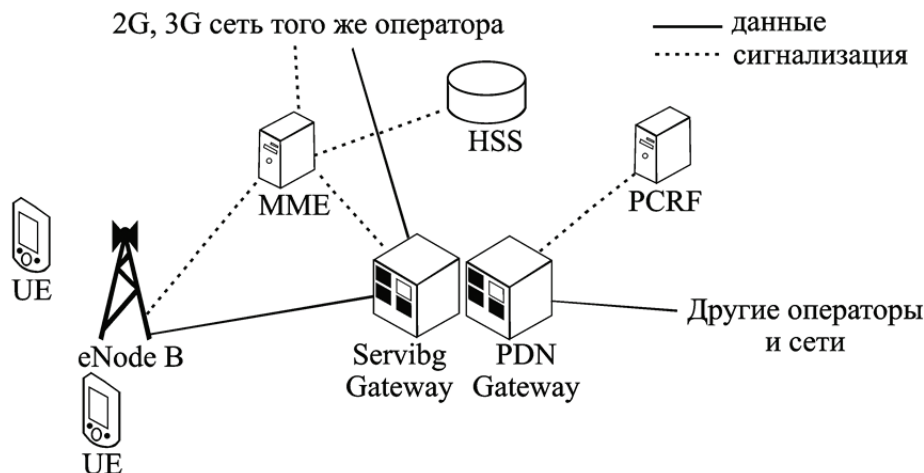 2G, 3G сеть того же оператора
данные
сигнализация
HSS
MME
PCRF
UE
eNode B
Servibg
Gateway
PDN
Gateway
Другие операторы
и сети
UE